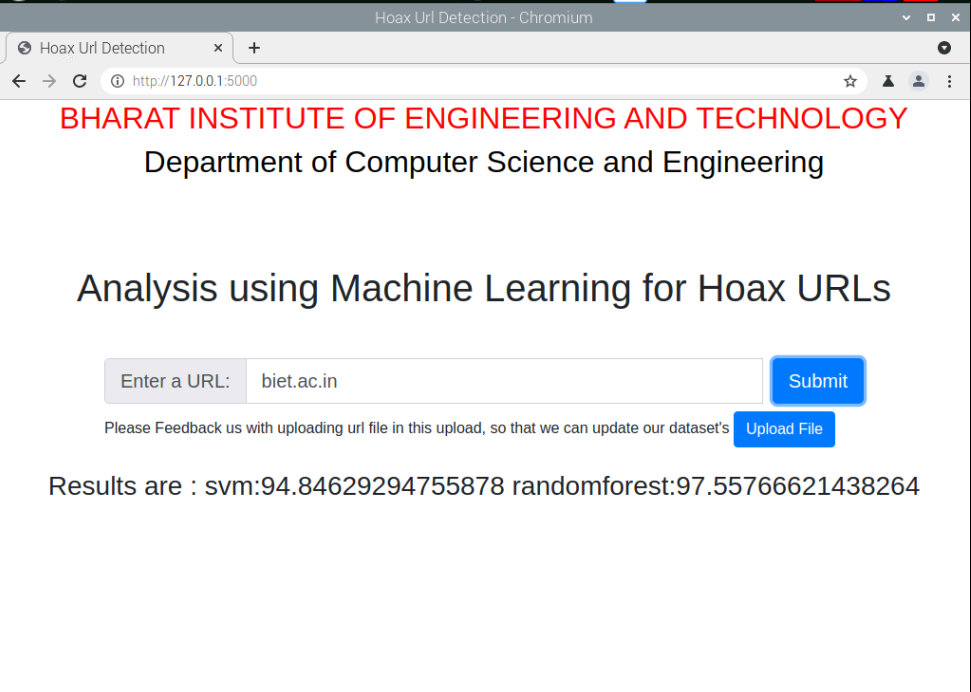 Hoax Url Detection - Chromium
Hoax Url Detection
http://127.0.0.1:5000
BHARAT INSTITUTE OF ENGINEERING AND TECHNOLOGY
Department of Computer Science and Engineering
Analysis using Machine Learning for Hoax URLs
Enter a URL: biet.ac.in Submit
Please Feedback us with uploading url file in this upload, so that we can update our dataset's Upload File
Results are : svm:94.84629294755878 randomforest:97.55766621438264